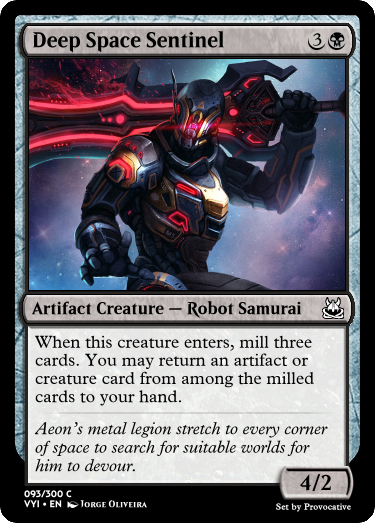 Deep Space Sentinel 3
Artifact Creature — Robot Samurai
When this creature enters, mill three
cards. You may return an artifact or
creature card from among the milled
cards to your hand.
Aeon's metal legion stretch to every corner
of space to search for suitable worlds for
him to devour.
4/2
093/300 C
VYI • EN Jorge Oliveira
Set by Provocative